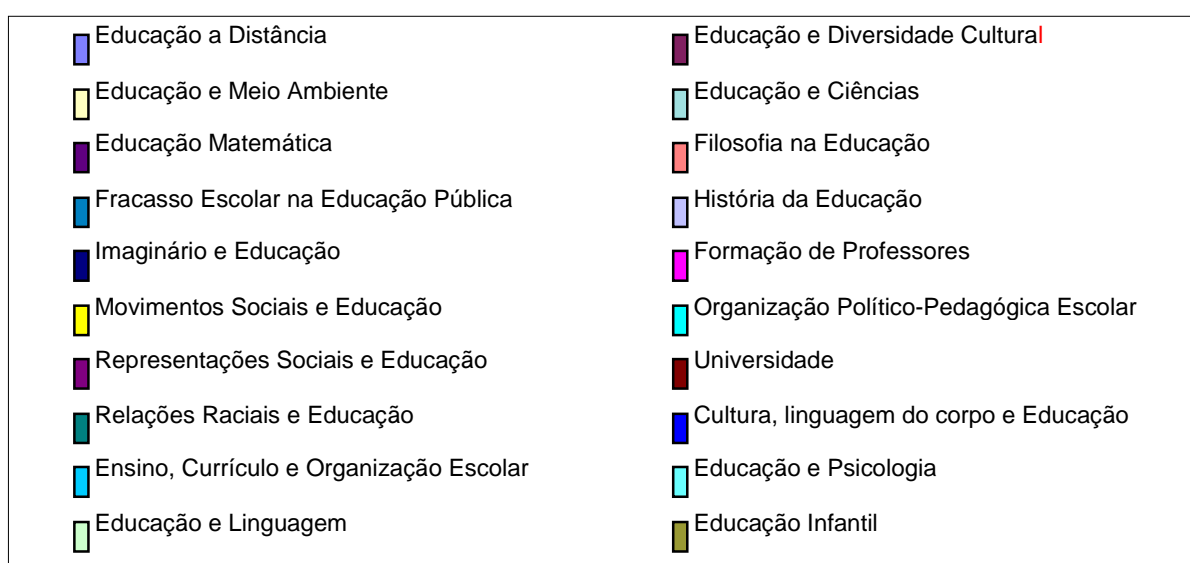 Educação a Distância
Educação e Diversidade Cultural
Educação e Meio Ambiente
Educação e Ciências
Educação Matemática
Filosofia na Educação
Fracasso Escolar na Educação Pública
História da Educação
Imaginário e Educação
Formação de Professores
Movimentos Sociais e Educação
Organização Político-Pedagógica Escolar
Representações Sociais e Educação
Universidade
Relações Raciais e Educação
Cultura, linguagem do corpo e Educação
Ensino, Currículo e Organização Escolar
Educação e Psicologia
Educação e Linguagem
Educação Infantil